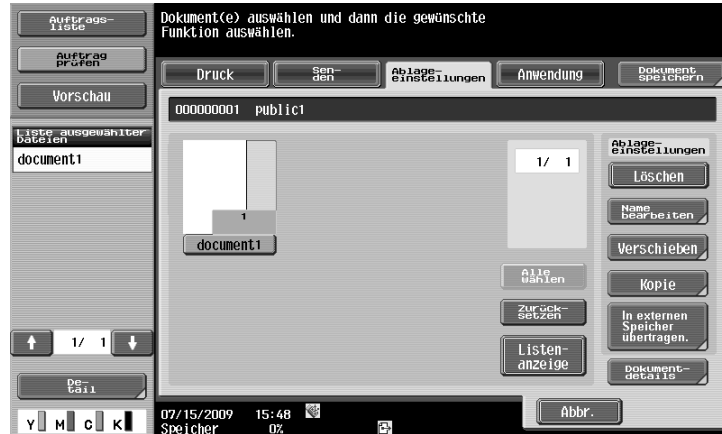 Auftrags-
liste
Auftrag
prüfen
Vorschau
Liste ausgewählter
Dateien
document1
1/ 1
De-
tail
Y M C K
Dokument(e) auswählen und dann die gewünschte
Funktion auswählen.
Druck
Sen-
den
Ablage-
einstellungen
Anwendung
Dokument
speichern
000000001 public1
1
document1
1/ 1
Alle
wählen
Zurück-
setzen
Listen-
anzeige
Ablage-
einstellungen
Löschen
Name
bearbeiten
Verschieben
Kopie
In externen
Speicher
übertragen.
Dokument-
details
Abbr.
07/15/2009 15:48
Speicher 0%